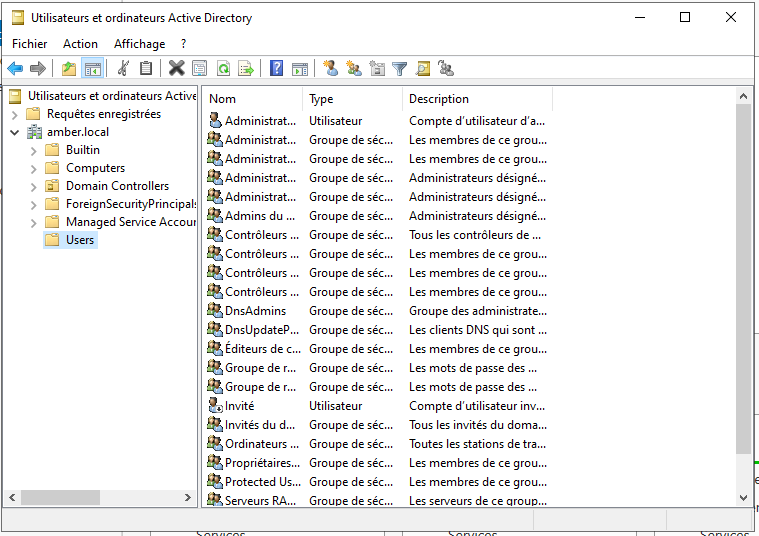 Utilisateurs et ordinateurs Active Directory
Fichier Action Affichage ?
Utilisateurs et ordinateurs Active
Requêtes enregistrées
amber.local
Builtin
Computers
Domain Controllers
ForeignSecurityPrincipals
Managed Service Accour
Users
Nom Type Description
Administrat... Utilisateur Compte d'utilisateur d'a...
Administrat... Groupe de séc... Les membres de ce grou...
Administrat... Groupe de séc... Les membres de ce grou...
Administrat... Groupe de séc... Administrateurs désigné...
Administrat... Groupe de séc... Administrateurs désigné...
Admins du ... Groupe de séc... Administrateurs désigné...
Contrôleurs ... Groupe de séc... Tous les contrôleurs de ...
Contrôleurs ... Groupe de séc... Les membres de ce grou...
Contrôleurs ... Groupe de séc... Les membres de ce grou...
Contrôleurs ... Groupe de séc... Les membres de ce grou...
DnsAdmins Groupe de séc... Groupe des administrate...
DnsUpdateP... Groupe de séc... Les clients DNS qui sont ...
Éditeurs de c... Groupe de séc... Les membres de ce grou...
Groupe de r... Groupe de séc... Les mots de passe des ...
Groupe de r... Groupe de séc... Les mots de passe des ...
Invité Utilisateur Compte d'utilisateur inv...
Invités du d... Groupe de séc... Tous les invités du doma...
Ordinateurs ... Groupe de séc... Toutes les stations de tra...
Propriétaires... Groupe de séc... Les membres de ce grou...
Protected Us... Groupe de séc... Les membres de ce grou...
Serveurs RA... Groupe de séc... Les serveurs de ce group...
Services Services Services